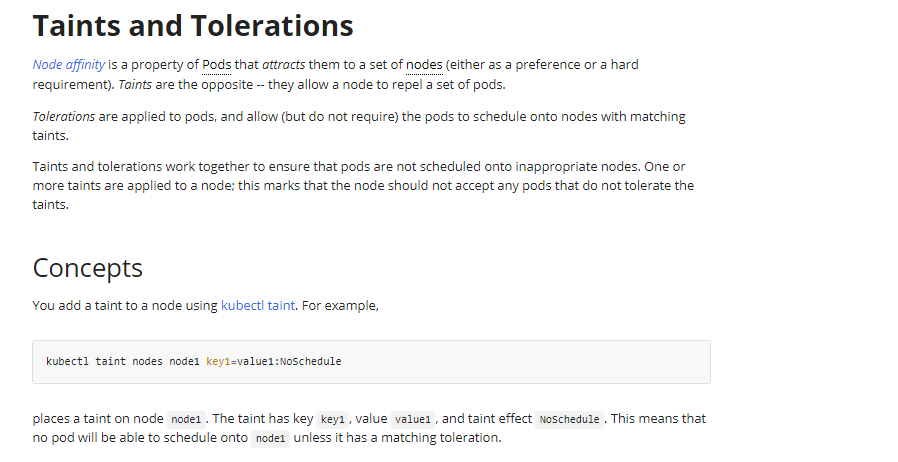 Taints and Tolerations
Node affinity is a property of Pods that attracts them to a set of nodes (either as a preference or a hard
requirement). Taints are the opposite -- they allow a node to repel a set of pods.
Tolerations are applied to pods, and allow (but do not require) the pods to schedule onto nodes with matching
taints.
Taints and tolerations work together to ensure that pods are not scheduled onto inappropriate nodes. One or
more taints are applied to a node; this marks that the node should not accept any pods that do not tolerate the
taints.
Concepts
You add a taint to a node using kubectl taint. For example,
kubectl taint nodes node1 key1=value1:NoSchedule
places a taint on node node1 . The taint has key key1 , value value1 , and taint effect NoSchedule . This means that
no pod will be able to schedule onto node1 unless it has a matching toleration.